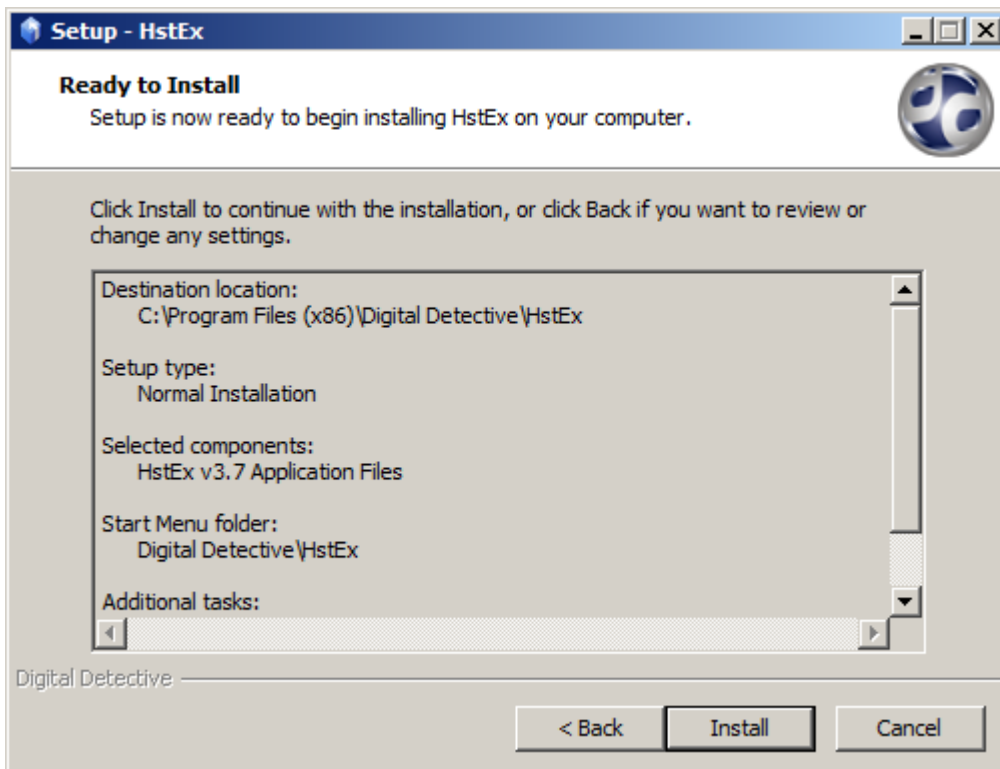 Setup - HstEx
Ready to Install
Setup is now ready to begin installing HstEx on your computer.
Click Install to continue with the installation, or click Back if you want to review or
change any settings.
Destination location:
C:\Program Files (x86)\Digital Detective\HstEx
Setup type:
Normal Installation
Selected components:
HstEx v3.7 Application Files
Start Menu folder:
Digital Detective\HstEx
Additional tasks:
Digital Detective
< Back
Install
Cancel